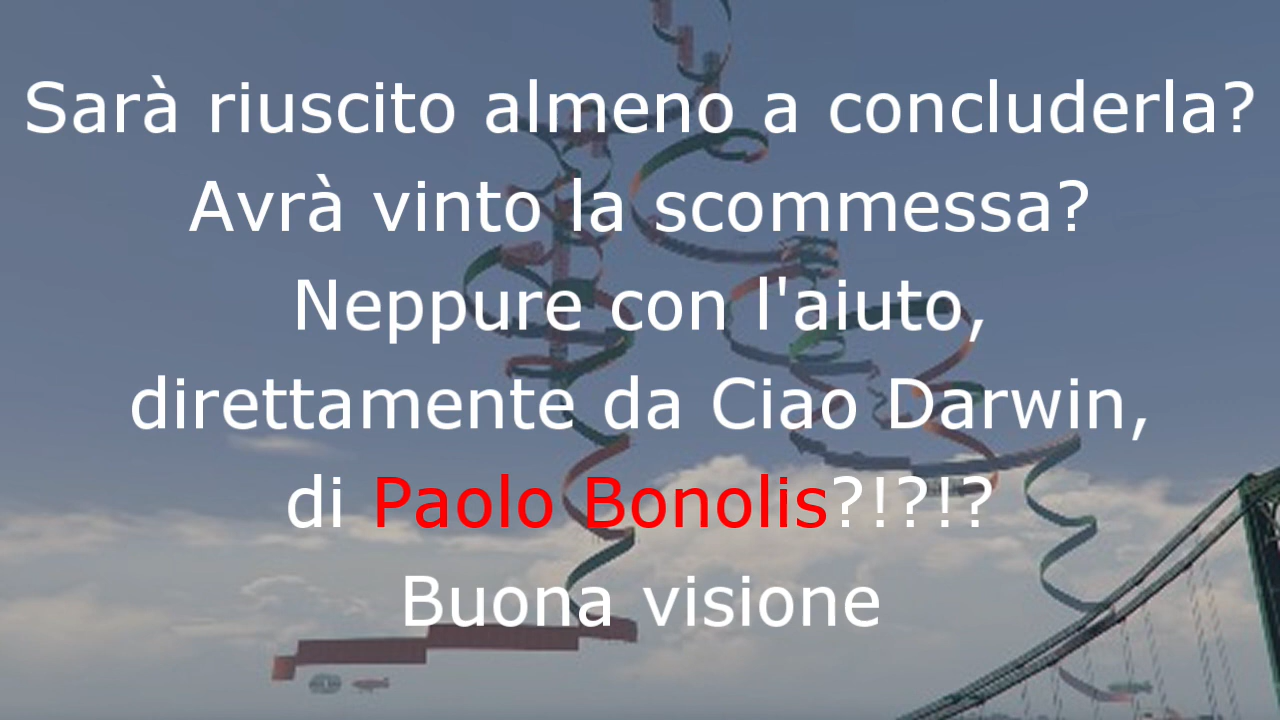 Sarà riuscito almeno a concluderla?
Avrà vinto la scommessa?
Neppure con l'aiuto,
direttamente da Ciao Darwin,
di Paolo Bonolis?!?!?
Buona visione